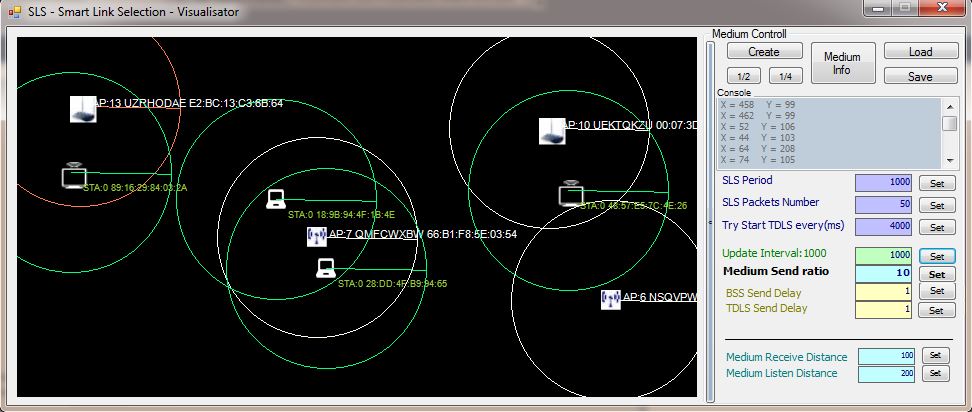 SLS - Smart Link Selection - Visualisator
AP:13 UZRHODAE E2:BC:13:C3:6B:64
STA:0 89:16:29:84:03:2A
STA:0 18:9B:94:4F:1B:4E
AP:7 QMFCWXBW 66:B1:F8:5E:03:54
STA:0 28:DD:4F:B9:94:65
AP:10 UEKTQKZU 00:07:3D
STA:0 48:57:E5:7C:4E:26
AP:6 NSQVPW
Medium Controll
Create
Medium Info
Load
1/2
1/4
Save
Console
X = 458 Y = 99
X = 462 Y = 99
X = 52 Y = 106
X = 44 Y = 103
X = 64 Y = 208
X = 74 Y = 105
SLS Period 1000 Set
SLS Packets Number 50 Set
Try Start TDLS every(ms) 4000 Set
Update Interval:1000 1000 Set
Medium Send ratio 10 Set
BSS Send Delay 1 Set
TDLS Send Delay 1 Set
Medium Receive Distance 100 Set
Medium Listen Distance 200 Set